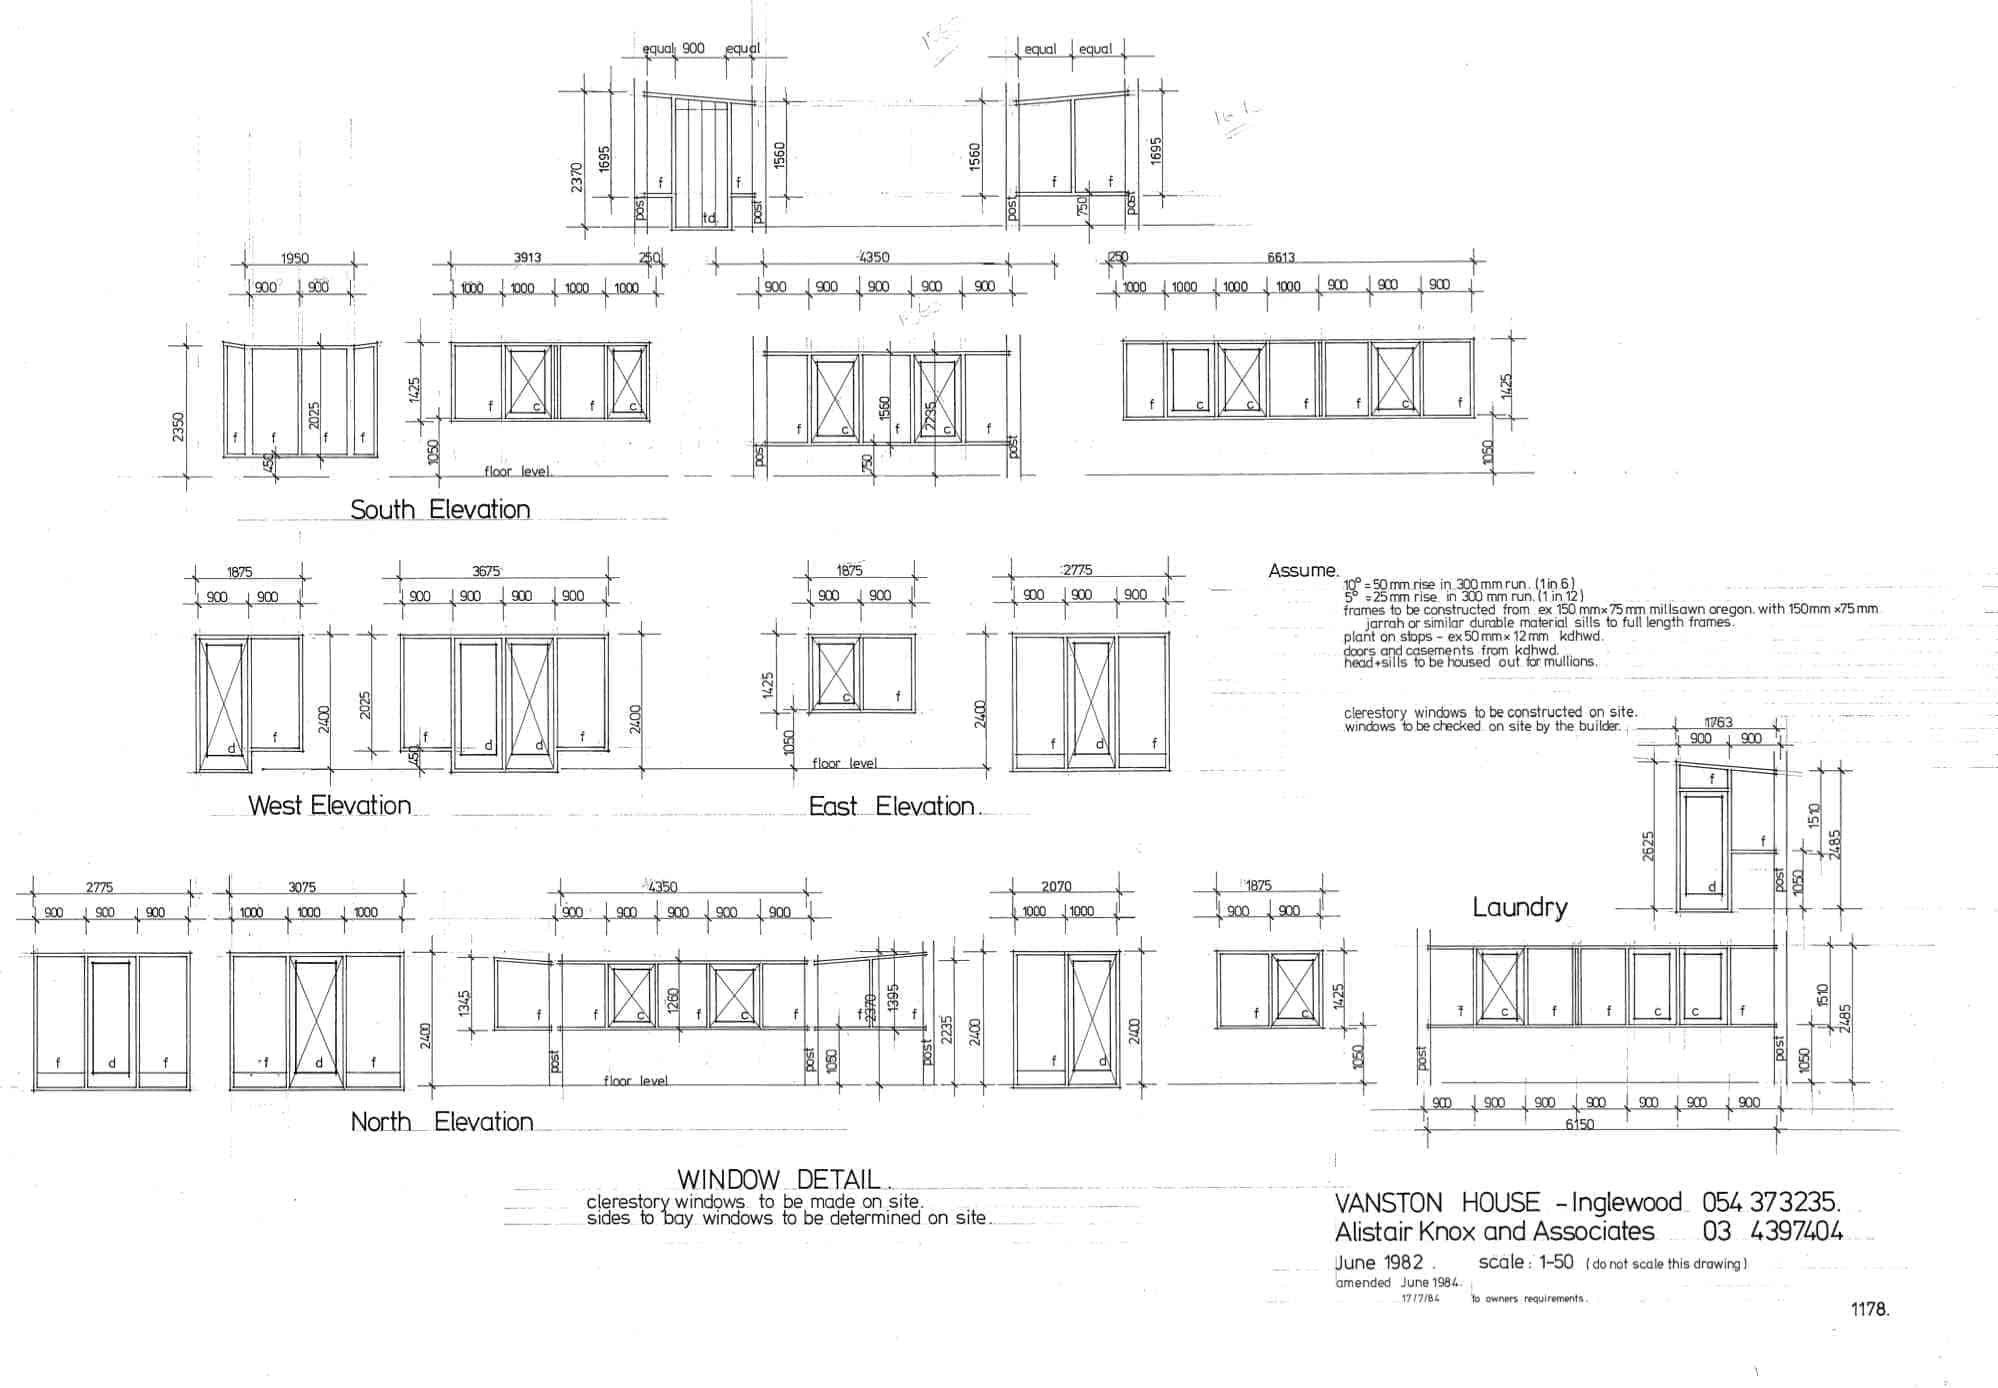 equal 900 equal
equal equal
2370
1695
1560
f
f
td.
post
post
1560
1695
f
f
750
post
post
1950
3913
250
4350
250
6613
900 900
1000 1000 1000 1000
900 900 900 900 900
1000 1000 1000 1000 900 900 900
2350
2025
450
f f f f
1425
1050
f c f c
floor level.
f c f c f
1560
2235
750
post
post
f c c f f c f
1425
1050
South Elevation
1875
3675
1875
2775
900 900
900 900 900 900
900 900
900 900 900
d f
2400
2025
450
f d d f
2400
1425
1050
c f
floor level
2400
f d f
West Elevation
East Elevation.
Assume.
10° = 50 mm rise in 300 mm run. (1 in 6)
5° = 25 mm rise in 300 mm run. (1 in 12)
frames to be constructed from ex 150 mm x 75 mm millsawn oregon. with 150mm x 75 mm
jarrah or similar durable material sills to full length frames.
plant on stops - ex 50 mm x 12 mm kdhwd.
doors and casements from kdhwd.
head + sills to be housed out for mullions.
clerestory windows to be constructed on site.
windows to be checked on site by the builder.
1763
900 900
f
f
d
2625
1510
2485
1050
post
Laundry
2775
3075
4350
2070
1875
900 900 900
1000 1000 1000
900 900 900 900 900
1000 1000
900 900
f d f
f d f
2400
1345
f
f c f c f
1260
f f
2370
1395
1050
2235
2400
post
post
post
floor level
f d
2400
f c
1425
1050
f c f f c c f
1510
2485
1050
post
post
900 900 900 900 900 900 900
6150
North Elevation
WINDOW DETAIL.
clerestory windows to be made on site.
sides to bay windows to be determined on site.
VANSTON HOUSE - Inglewood 054 373235.
Alistair Knox and Associates 03 4397404
June 1982. scale: 1-50 (do not scale this drawing)
amended June 1984.
17/7/84 to owners requirements.
1178.